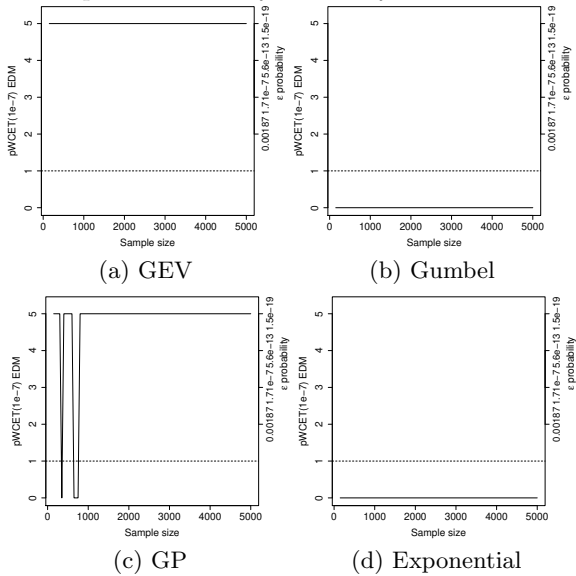 pWCET(1e−7) EDM
5
4
3
2
1
0
0 1000 2000 3000 4000 5000
Sample size
0.00187 1.71e−7 5.6e−13 1.5e−19
ε probability
(a) GEV
pWCET(1e−7) EDM
5
4
3
2
1
0
0 1000 2000 3000 4000 5000
Sample size
0.00187 1.71e−7 5.6e−13 1.5e−19
ε probability
(b) Gumbel
pWCET(1e−7) EDM
5
4
3
2
1
0
0 1000 2000 3000 4000 5000
Sample size
0.00187 1.71e−7 5.6e−13 1.5e−19
ε probability
(c) GP
pWCET(1e−7) EDM
5
4
3
2
1
0
0 1000 2000 3000 4000 5000
Sample size
0.00187 1.71e−7 5.6e−13 1.5e−19
ε probability
(d) Exponential